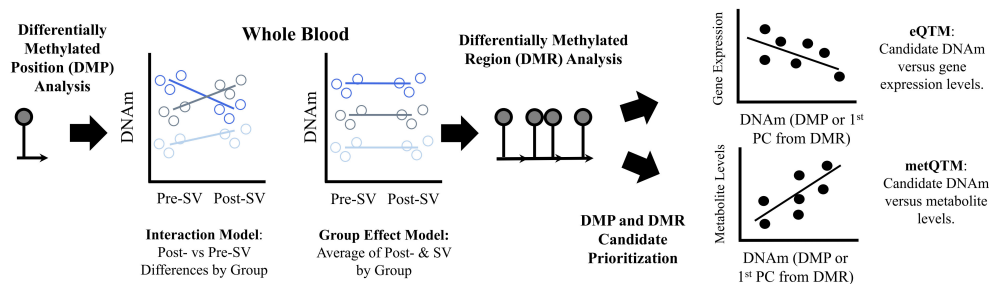 Differentially
Methylated
Position (DMP)
Analysis
Whole Blood
DNAm
Pre-SV Post-SV
Interaction Model:
Post- vs Pre-SV
Differences by Group
DNAm
Pre-SV Post-SV
Group Effect Model:
Average of Post- & SV
by Group
Differentially Methylated
Region (DMR) Analysis
DMP and DMR
Candidate
Prioritization
Gene Expression
DNAm (DMP or 1st
PC from DMR)
eQTM:
Candidate DNAm
versus gene
expression levels.
Metabolite Levels
DNAm (DMP or
1st PC from DMR)
metQTM:
Candidate DNAm
versus metabolite
levels.